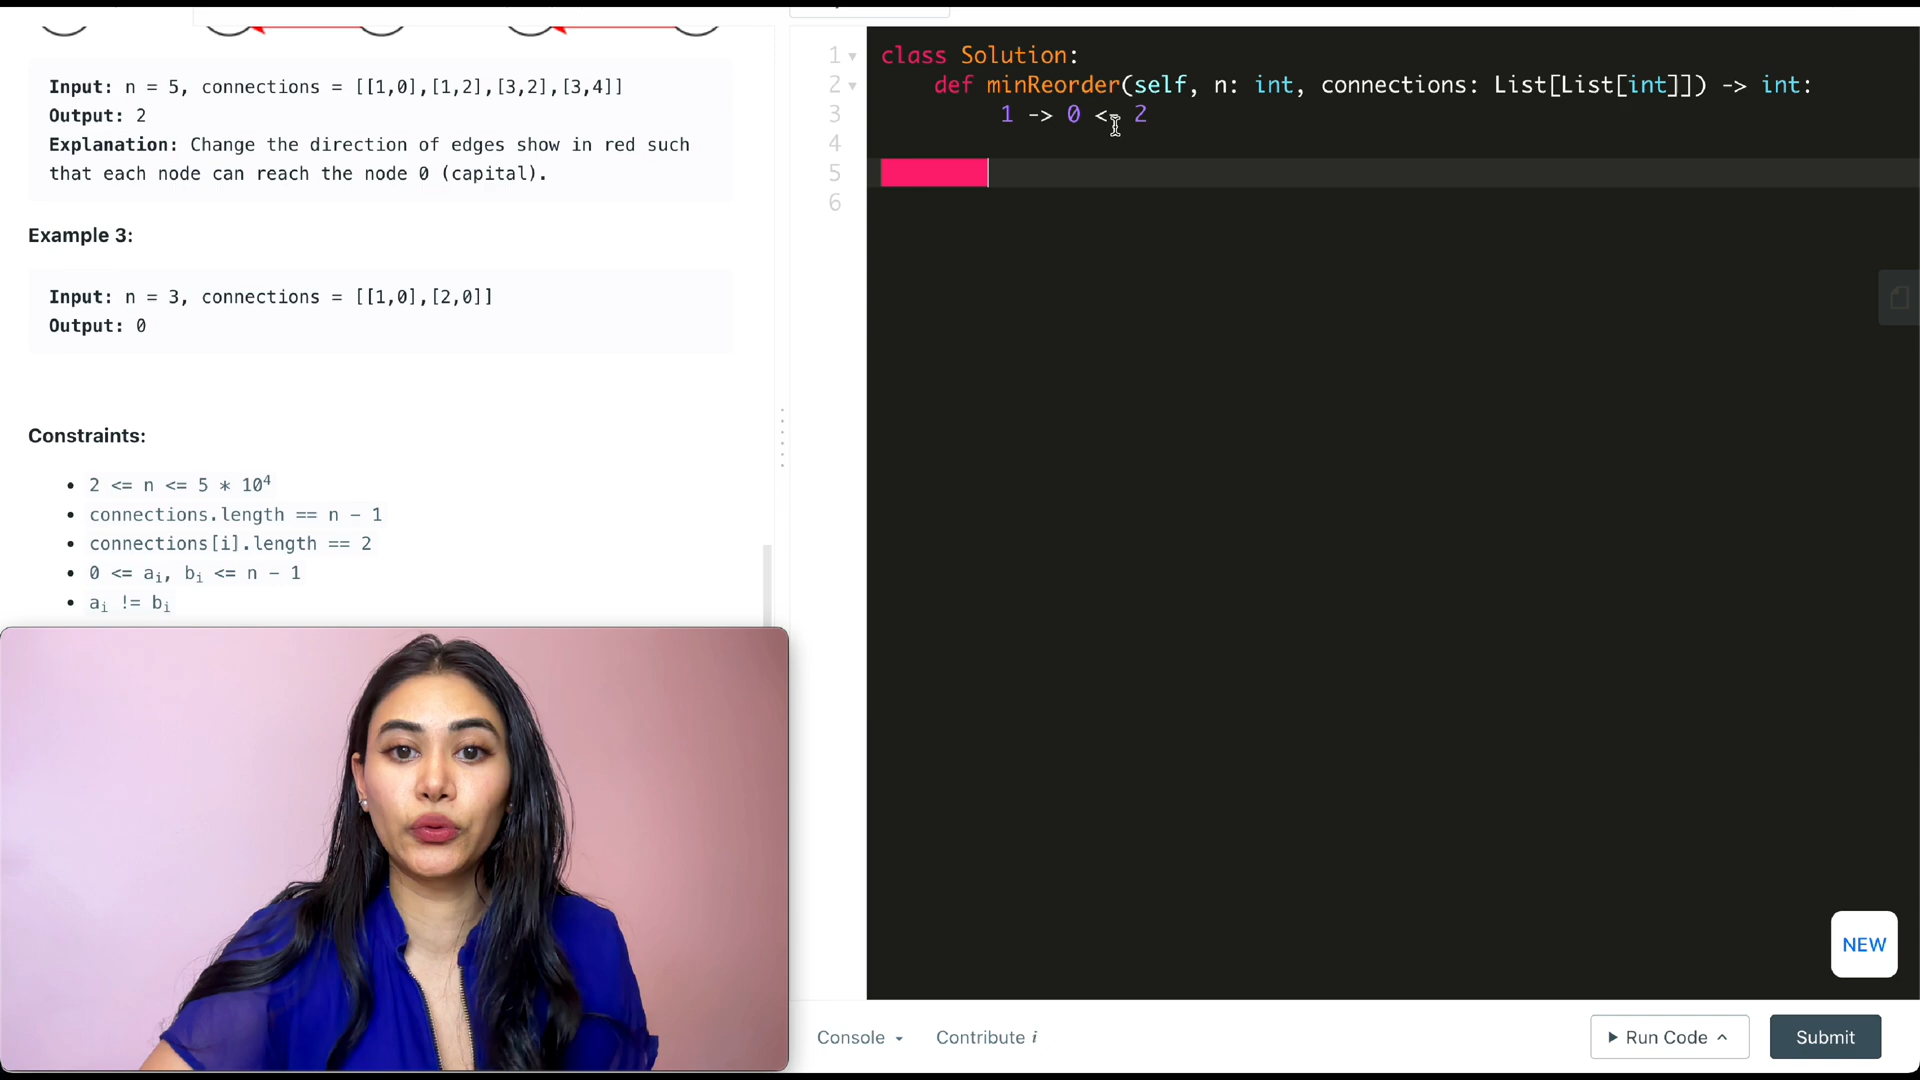 Input: n = 5, connections = [[1,0],[1,2],[3,2],[3,4]]
Output: 2
Explanation: Change the direction of edges show in red such
that each node can reach the node 0 (capital).
Example 3:
Input: n = 3, connections = [[1,0],[2,0]]
Output: 0
Constraints:
2 <= n <= 5 * 10⁴
connections.length == n - 1
connections[i].length == 2
0 <= aᵢ, bᵢ <= n - 1
aᵢ != bᵢ
1 class Solution:
2 def minReorder(self, n: int, connections: List[List[int]]) -> int:
3 1 -> 0 <- 2
4
5
6
NEW
Console
Contribute i
Run Code
Submit